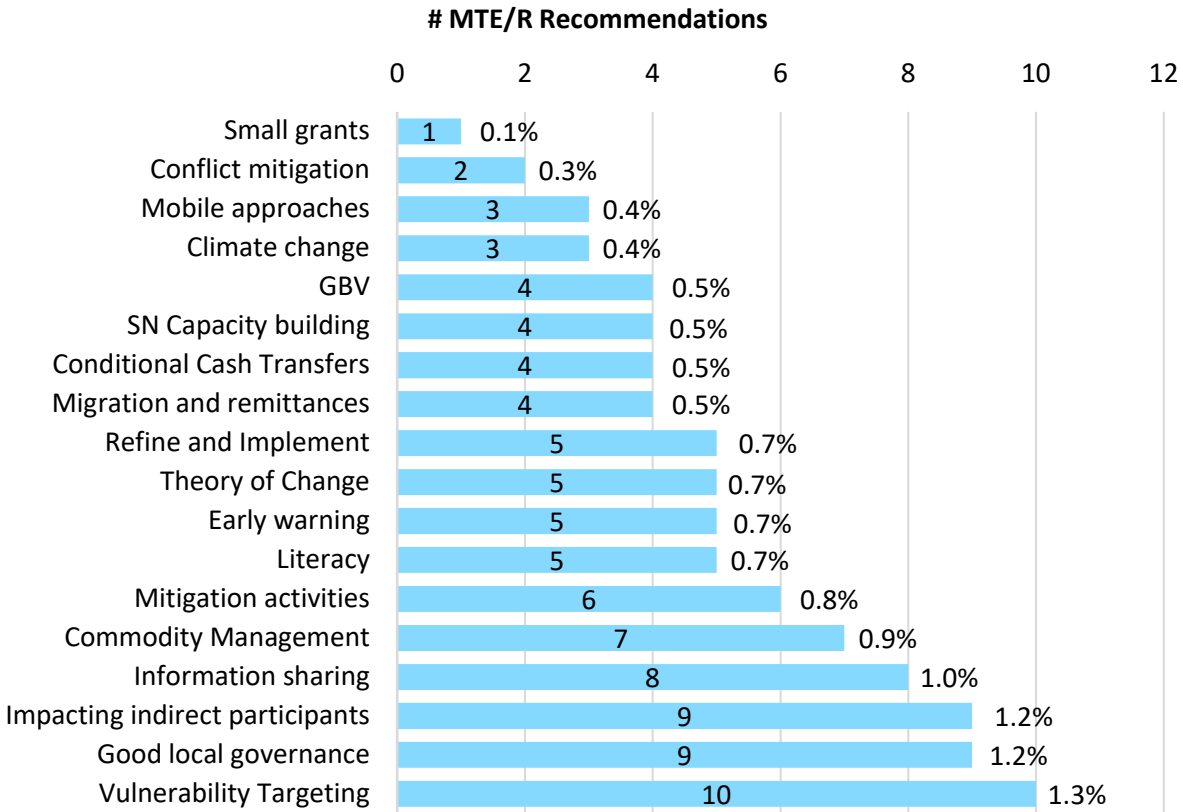 # MTE/R Recommendations
0 2 4 6 8 10 12
Small grants 1 0.1%
Conflict mitigation 2 0.3%
Mobile approaches 3 0.4%
Climate change 3 0.4%
GBV 4 0.5%
SN Capacity building 4 0.5%
Conditional Cash Transfers 4 0.5%
Migration and remittances 4 0.5%
Refine and Implement 5 0.7%
Theory of Change 5 0.7%
Early warning 5 0.7%
Literacy 5 0.7%
Mitigation activities 6 0.8%
Commodity Management 7 0.9%
Information sharing 8 1.0%
Impacting indirect participants 9 1.2%
Good local governance 9 1.2%
Vulnerability Targeting 10 1.3%